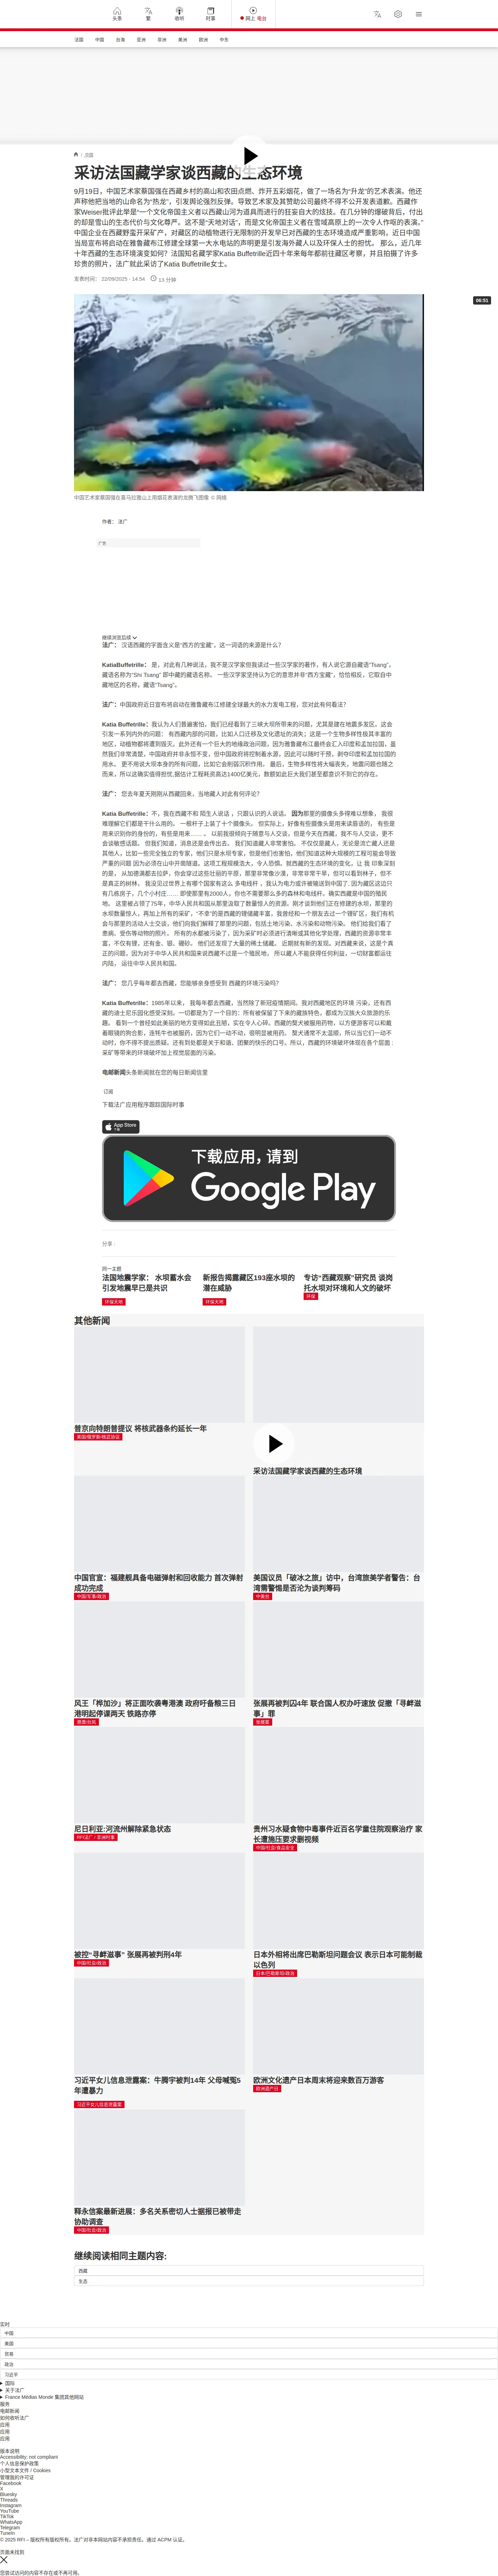 头条
繁
收听
时事
网上 电台
法国
中国
台海
亚洲
非洲
美洲
欧洲
中东
/ 法国
采访法国藏学家谈西藏的生态环境
9月19日，中国艺术家蔡国强在西藏乡村的高山和农田点燃、炸开五彩烟花，做了一场名为“升龙”的艺术表演。他还
声称他把当地的山命名为“热龙”，引发舆论强烈反弹。导致艺术家及其赞助公司最终不得不公开发表道歉。西藏作
家Weiser批评此举是“一个文化帝国主义者以西藏山河为道具而进行的狂妄自大的炫技。在几分钟的爆破背后，付出
的却是雪山的生态代价与文化尊严。这不是“天地对话”，而是文化帝国主义者在雪域高原上的一次令人作呕的表演。”
中国企业在西藏野蛮开采矿产，对藏区的动植物进行无限制的开发早已对西藏的生态环境造成严重影响，近日中国
当局宣布将启动在雅鲁藏布江修建全球第一大水电站的声明更是引发海外藏人以及环保人士的担忧。 那么，近几年
十年西藏的生态环境演变如何？法国知名藏学家Katia Buffetrille近四十年来每年都前往藏区考察，并且拍摄了许多
珍贵的照片，法广就此采访了Katia Buffetrille女士。
发表时间： 22/09/2025 - 14:54
13 分钟
06:51
中国艺术家蔡国强在喜马拉雅山上用烟花表演的龙腾飞图像 © 网络
作者： 法广
广告
继续浏览后续
法广： 汉语西藏的字面含义是“西方的宝藏”，这一词语的来源是什么？
KatiaBuffetrille： 是，对此有几种说法，我不是汉学家但我读过一些汉学家的著作，有人说它源自藏语“Tsang”，
藏语名称为“Shi Tsang” 即中藏的藏语名称。 一些汉学家坚持认为它的意思并非“西方宝藏”，恰恰相反，它取自中
藏地区的名称，藏语“Tsang”。
法广：中国政府近日宣布将启动在雅鲁藏布江修建全球最大的水力发电工程，您对此有何看法？
Katia Buffetrille：我认为人们普遍害怕，我们已经看到了三峡大坝所带来的问题，尤其是建在地震多发区。这会
引发一系列内外的问题： 有西藏内部的问题，比如人口迁移及文化遗址的消失；这是一个生物多样性极其丰富的
地区，动植物都将遭到毁灭。此外还有一个巨大的地缘政治问题，因为雅鲁藏布江最终会汇入印度和孟加拉国，虽
然我们非常清楚，中国政府并非永恒不变，但中国政府将控制着水源，因此可以随时干预，剥夺印度和孟加拉国的
用水。 更不用说大坝本身的所有问题，比如它会削弱沉积作用。 最后，生物多样性将大幅丧失，地震问题也随之
而来，所以这确实值得担忧,据估计工程耗资高达1400亿美元，数额如此巨大我们甚至都意识不到它的存在。
法广： 您去年夏天刚刚从西藏回来，当地藏人对此有何评论？
Katia Buffetrille：不，我在西藏不和 陌生人说话 ，只跟认识的人说话。 因为那里的摄像头多得难以想象， 我很
难理解它们都是干什么用的。 一根杆子上装了十个摄像头。 但实际上，好像有些摄像头是用来读唇语的， 有些是
用来识别你的身份的，有些是用来…… 。 以前我很倾向于随意与人交谈，但是今天在西藏，我不与人交谈，更不
会谈敏感话题。 但我们知道，消息还是会传出去。 我们知道藏人非常害怕。 不仅仅是藏人，无论是流亡藏人还是
其他人，比如一些完全独立的专家，他们只是水坝专家，但是他们也害怕，他们知道这种大规模的工程可能会导致
严重的问题 因为必须在山中开凿隧道。这项工程规模浩大，令人恐惧。就西藏的生态环境的变化，让 我 印象深刻
的是， 从加德满都去拉萨，你会穿过这些壮丽的平原，那里非常像沙漠，非常非常干旱，但可以看到林子，但不
是真正的树林， 我没见过世界上有哪个国家有这么 多电线杆 ，我认为电力或许被输送到中国了, 因为藏区这边只
有几栋房子，几个小村庄…… 即使那里有2000人，你也不需要那么多的森林和电线杆。确实西藏是中国的殖民
地。 这里被占领了75年，中华人民共和国从那里汲取了数量惊人的资源。刚才说到他们正在修建的水坝，那里的
水坝数量惊人，再加上所有的采矿，“不幸”的是西藏的锂储藏丰富。我曾经和一个朋友去过一个锂矿区，我们有机
会与那里的活动人士交谈，他们向我们解释了那里的问题，包括土地污染、水污染和动物污染。 他们给我们看了
患病、受伤等动物的照片。 所有的水都被污染了，因为采矿时必须进行清晰或其他化学处理。西藏的资源非常丰
富，不仅有锂，还有金、银、硼砂。 他们还发现了大量的稀土储藏。 近期就有新的发现。对西藏来说，这是个真
正的问题，因为对于中华人民共和国来说西藏不过是一个殖民地， 所以藏人不能获得任何利益，一切财富都运往
内陆。 运往中华人民共和国。
法广： 您几乎每年都去西藏，您能够亲身感受到 西藏的环境污染吗？
Katia Buffetrille：1985年以来， 我每年都去西藏，当然除了新冠疫情期间。我对西藏地区的环境 污染，还有西
藏的迪士尼乐园化感受深刻。一切都是为了一个目的：所有被保留了下来的藏族特色，都成为汉族大众旅游的乐
趣。 看到一个曾经如此美丽的地方变得如此丑陋，实在令人心碎。西藏的獒犬被服用药物，以方便游客可以和戴
着眼镜的狗合影，连牦牛也被服药，因为它们一动不动，很明显被用药。獒犬通常不太温顺，所以当它们一动不
动时，你不得不提出质疑。还有到处都是关于和谐、团聚的快乐的口号。所以，西藏的环境破坏体现在各个层面 :
采矿等带来的环境破坏加上视觉层面的污染。
电邮新闻头条新闻就在您的每日新闻信里
订阅
下载法广应用程序跟踪国际时事
App Store
下载
下载应用，请到
Google Play
分享 :
同一主题
法国地震学家： 水坝蓄水会
引发地震早已是共识
环保天地
新报告揭露藏区193座水坝的
潜在威胁
环保天地
专访“西藏观察”研究员 谈岗
托水坝对环境和人文的破坏
环保
其他新闻
普京向特朗普提议 将核武器条约延长一年
美国/俄罗斯/核武协议
采访法国藏学家谈西藏的生态环境
中国官宣： 福建舰具备电磁弹射和回收能力 首次弹射
成功完成
中国/军事/政治
美国议员「破冰之旅」访中，台湾旅美学者警告：台
湾需警惕是否沦为谈判筹码
中美台
风王「桦加沙」将正面吹袭粤港澳 政府吁备粮三日
港明起停课两天 铁路亦停
港澳/台风
张展再被判囚4年 联合国人权办吁速放 促撤「寻衅滋
事」罪
张展案
尼日利亚:河流州解除紧急状态
RFI法广 / 非洲时事
贵州习水疑食物中毒事件近百名学童住院观察治疗 家
长遭施压要求删视频
中国/社会/食品安全
被控“寻衅滋事” 张展再被判刑4年
中国/社会/政治
日本外相将出席巴勒斯坦问题会议 表示日本可能制裁
以色列
日本/巴勒斯坦/政治
习近平女儿信息泄露案：牛腾宇被判14年 父母喊冤5
年遭暴力
习近平女儿信息泄露案
欧洲文化遗产日本周末将迎来数百万游客
欧洲遗产日
释永信案最新进展：多名关系密切人士据报已被带走
协助调查
中国/社会/政治
继续阅读相同主题内容:
西藏
生态
实时
中国
美国
贸易
政治
习近平
国际
关于法广
France Médias Monde 集团其他网站
服务
电邮新闻
如何收听法广
应用
应用
应用
版本说明
Accessibility: not compliant
个人信息保护政策
小型文本文件 / Cookies
管理我的许可证
Facebook
X
Bluesky
Threads
Instagram
YouTube
TikTok
WhatsApp
Telegram
TuneIn
© 2025 RFI – 版权所有版权所有。法广对非本网站内容不承担责任。通过 ACPM 认证。
页面未找到
您尝试访问的内容不存在或不再可用。